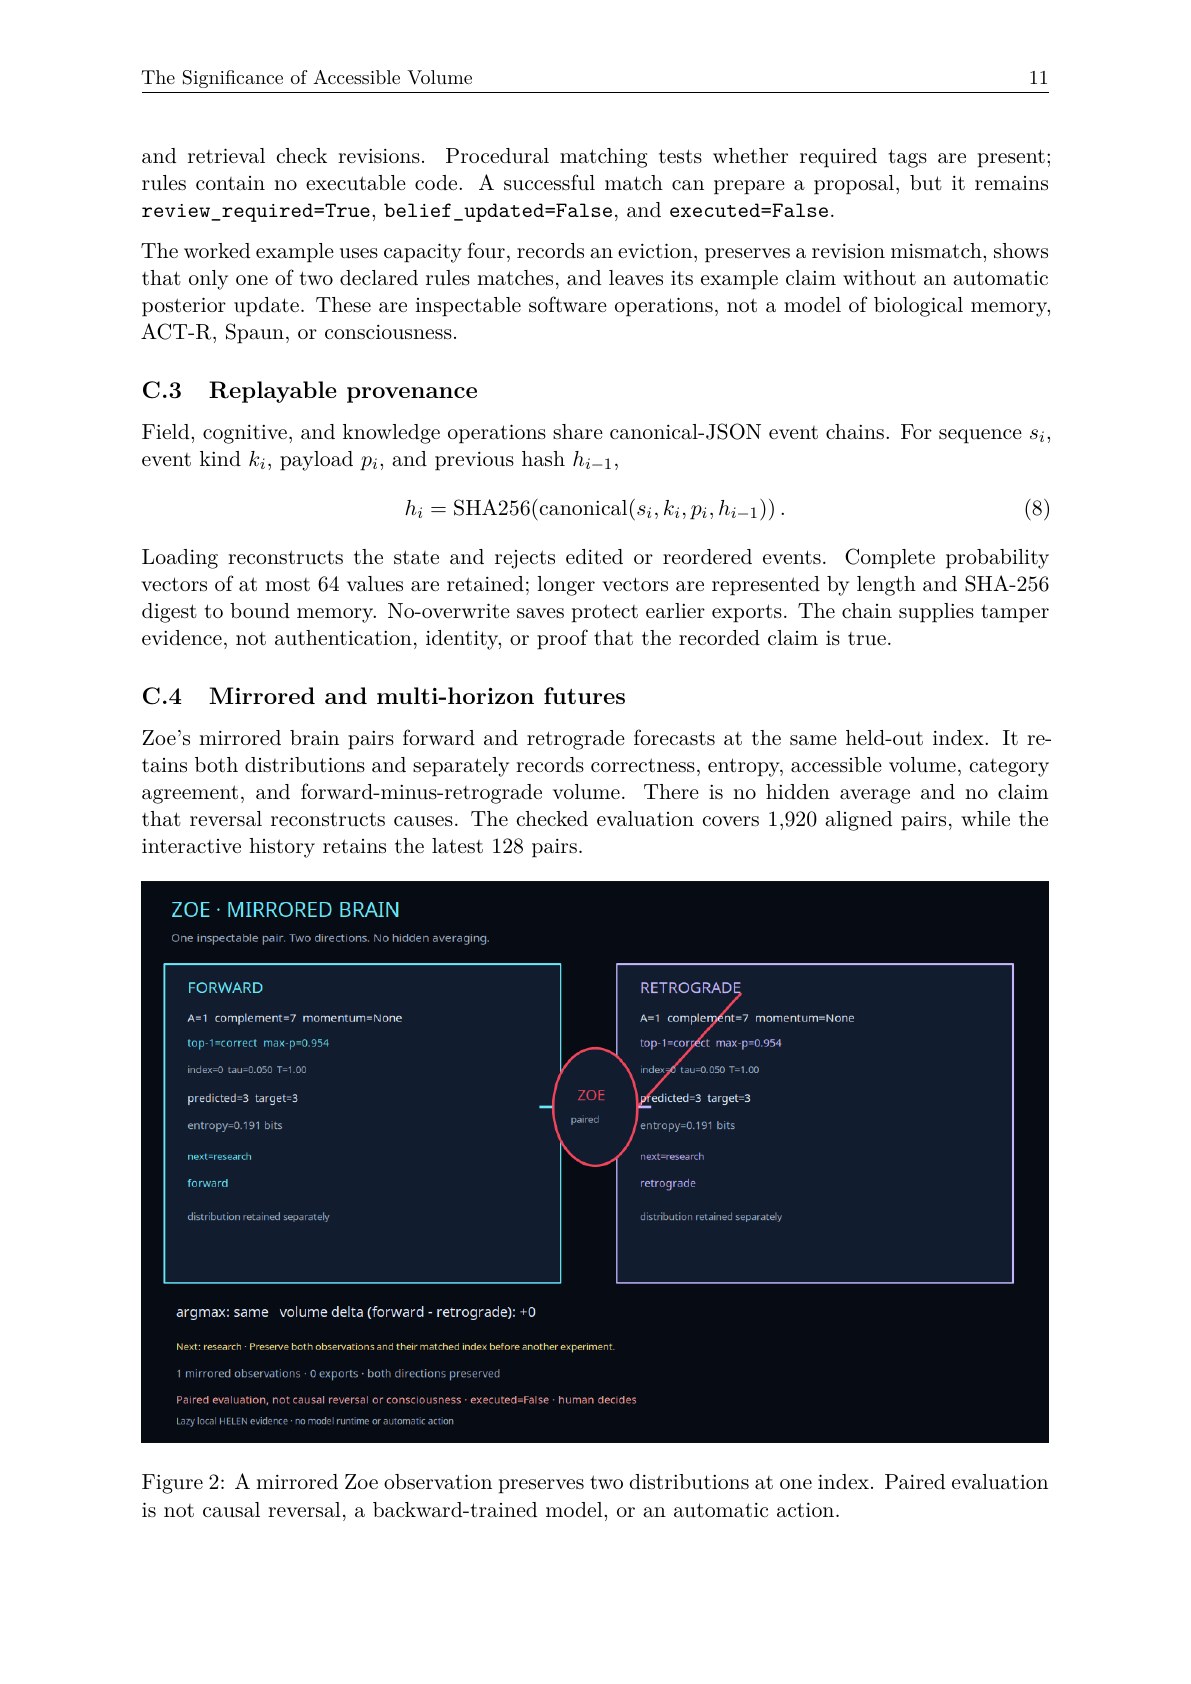 The Significance of Accessible Volume 11
and retrieval check revisions. Procedural matching tests whether required tags are present;
rules contain no executable code. A successful match can prepare a proposal, but it remains
review_required=True, belief_updated=False, and executed=False.
The worked example uses capacity four, records an eviction, preserves a revision mismatch, shows
that only one of two declared rules matches, and leaves its example claim without an automatic
posterior update. These are inspectable software operations, not a model of biological memory,
ACT-R, Spaun, or consciousness.
C.3 Replayable provenance
Field, cognitive, and knowledge operations share canonical-JSON event chains. For sequence sᵢ,
event kind kᵢ, payload pᵢ, and previous hash hᵢ₋₁,
hᵢ = SHA256(canonical(sᵢ, kᵢ, pᵢ, hᵢ₋₁)) . (8)
Loading reconstructs the state and rejects edited or reordered events. Complete probability
vectors of at most 64 values are retained; longer vectors are represented by length and SHA-256
digest to bound memory. No-overwrite saves protect earlier exports. The chain supplies tamper
evidence, not authentication, identity, or proof that the recorded claim is true.
C.4 Mirrored and multi-horizon futures
Zoe's mirrored brain pairs forward and retrograde forecasts at the same held-out index. It re-
tains both distributions and separately records correctness, entropy, accessible volume, category
agreement, and forward-minus-retrograde volume. There is no hidden average and no claim
that reversal reconstructs causes. The checked evaluation covers 1,920 aligned pairs, while the
interactive history retains the latest 128 pairs.
ZOE · MIRRORED BRAIN
One inspectable pair. Two directions. No hidden averaging.
FORWARD
A=1 complement=7 momentum=None
top-1=correct max-p=0.954
index=0 tau=0.050 T=1.00
predicted=3 target=3
entropy=0.191 bits
next=research
forward
distribution retained separately
ZOE
paired
RETROGRADE
A=1 complement=7 momentum=None
top-1=correct max-p=0.954
index=0 tau=0.050 T=1.00
predicted=3 target=3
entropy=0.191 bits
next=research
retrograde
distribution retained separately
argmax: same volume delta (forward - retrograde): +0
Next: research · Preserve both observations and their matched index before another experiment.
1 mirrored observations · 0 exports · both directions preserved
Paired evaluation, not causal reversal or consciousness · executed=False · human decides
Lazy local HELEN evidence · no model runtime or automatic action
Figure 2: A mirrored Zoe observation preserves two distributions at one index. Paired evaluation
is not causal reversal, a backward-trained model, or an automatic action.